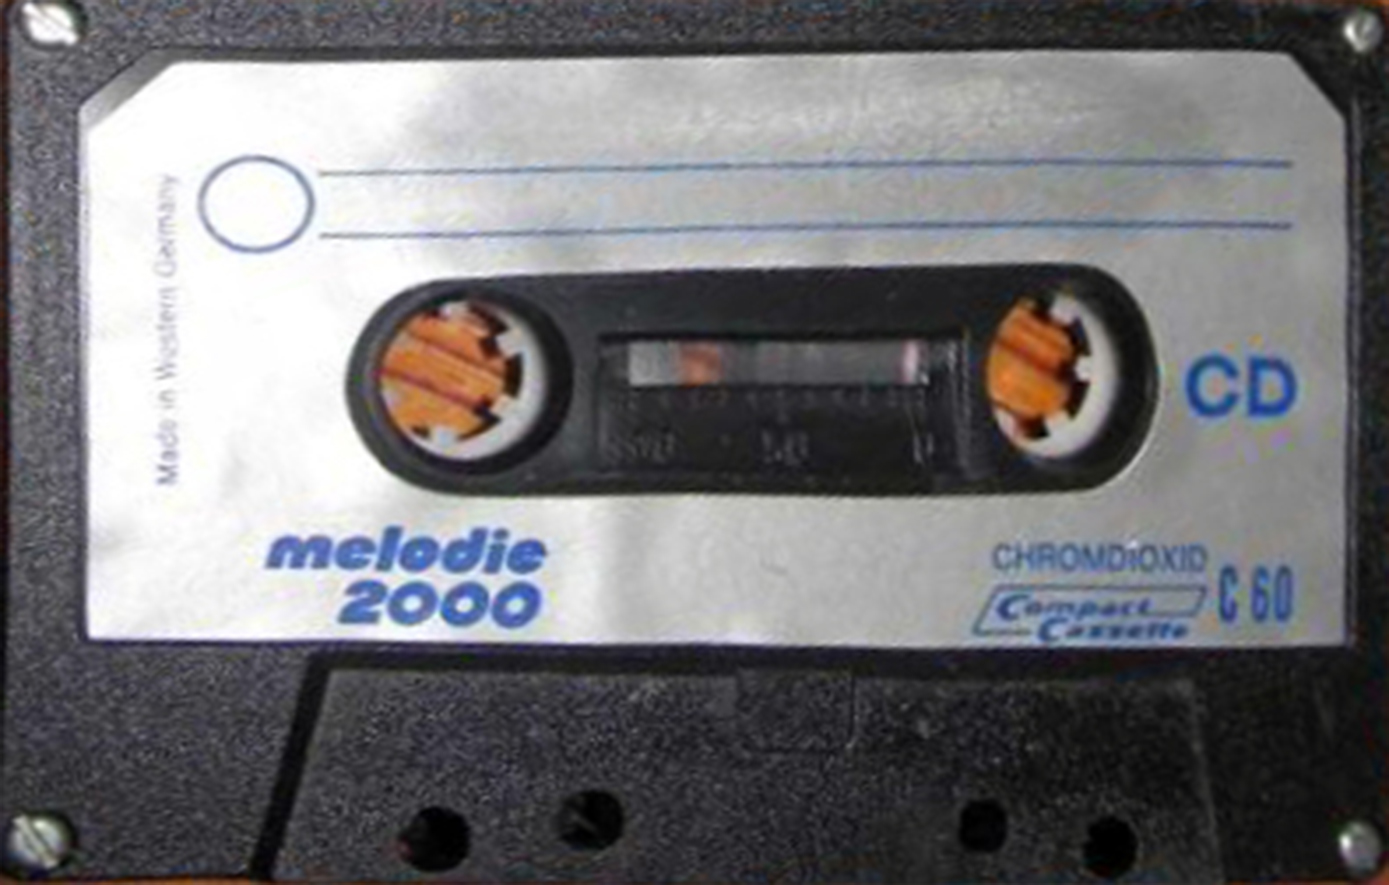 Made in Western Germany
CD
melodie
2000
CHROMDIOXID
C 60
Compact
Cassette